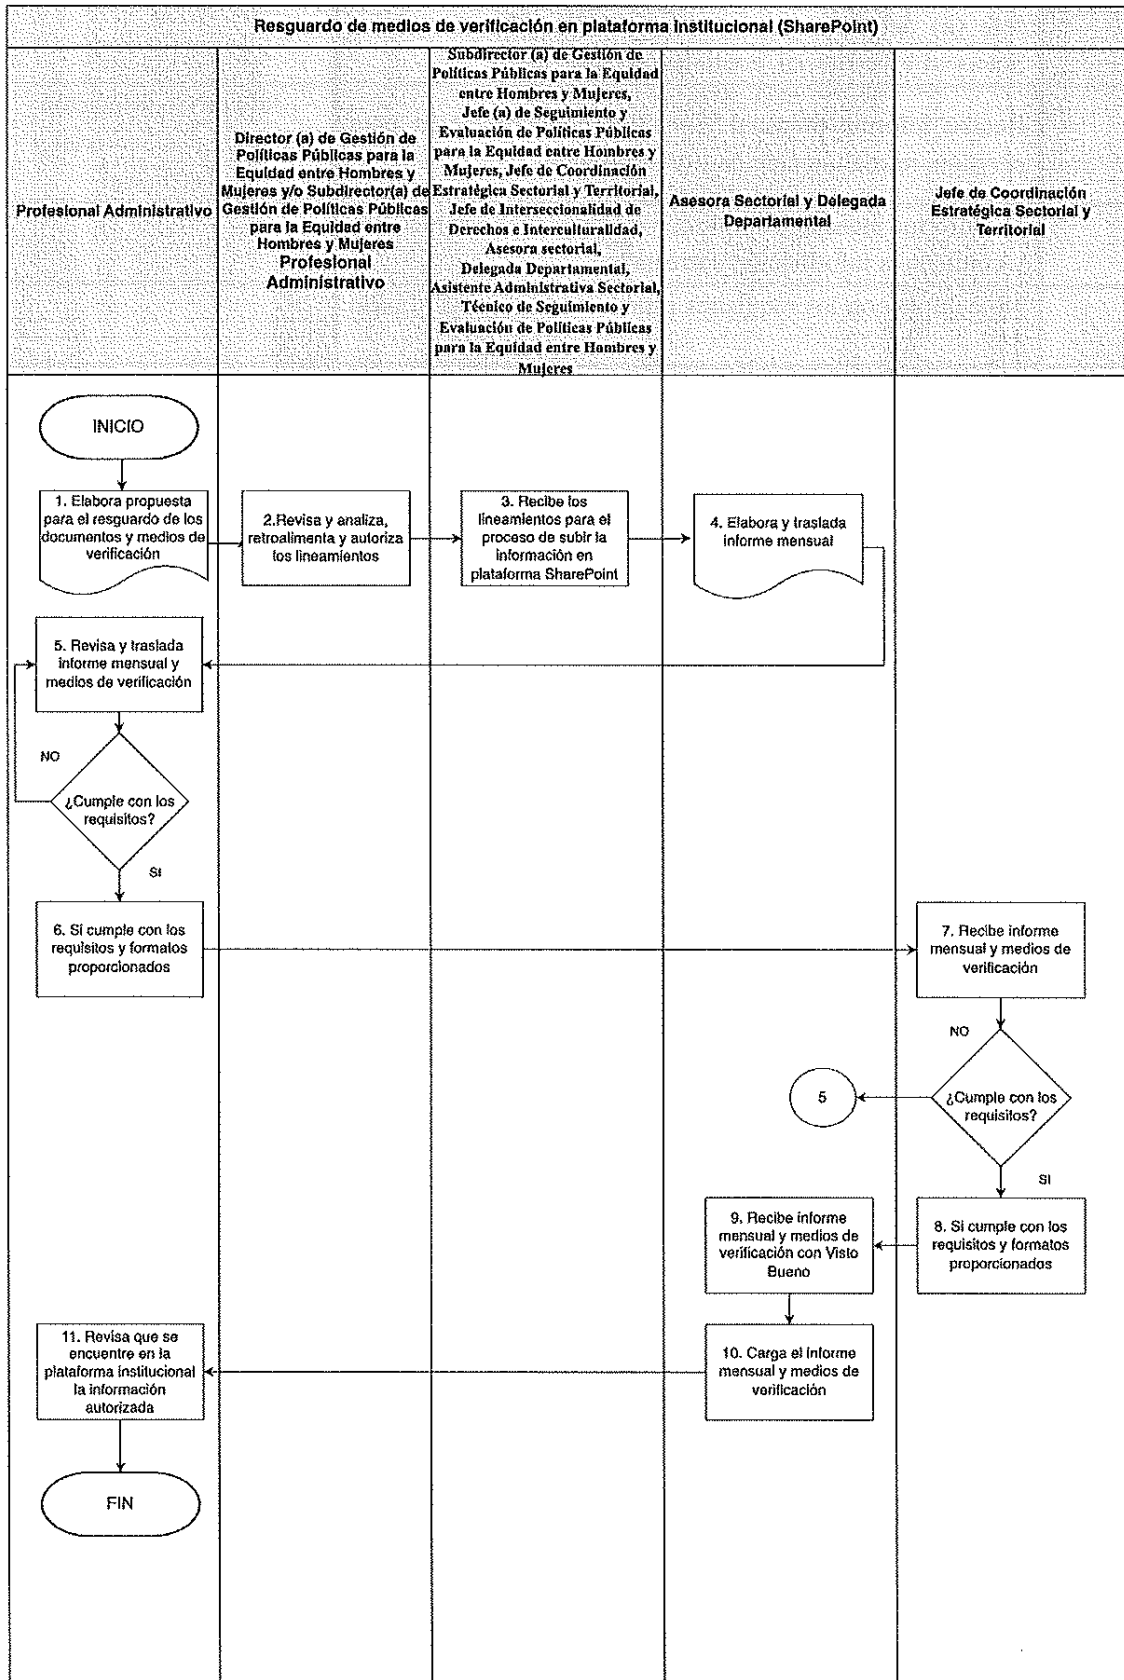 Resguardo de medios de verificación en plataforma institucional (SharePoint)
Profesional Administrativo
Director (a) de Gestión de
Políticas Públicas para la
Equidad entre Hombres y
Mujeres y/o Subdirector(a) de
Gestión de Políticas Públicas
para la Equidad entre
Hombres y Mujeres
Profesional
Administrativo
Subdirector (a) de Gestión de
Políticas Públicas para la Equidad
entre Hombres y Mujeres,
Jefe (a) de Seguimiento y
Evaluación de Políticas Públicas
para la Equidad entre Hombres y
Mujeres, Jefe de Coordinación
Estratégica Sectorial y Territorial,
Jefe de Interseccionalidad de
Derechos e Interculturalidad,
Asesora sectorial,
Delegada Departamental,
Asistente Administrativa Sectorial,
Técnico de Seguimiento y
Evaluación de Políticas Públicas
para la Equidad entre Hombres y
Mujeres
Asesora Sectorial y Delegada
Departamental
Jefe de Coordinación
Estratégica Sectorial y
Territorial
INICIO
1. Elabora propuesta
para el resguardo de los
documentos y medios de
verificación
2.Revisa y analiza,
retroalimenta y autoriza
los lineamientos
3. Recibe los
lineamientos para el
proceso de subir la
información en
plataforma SharePoint
4. Elabora y traslada
informe mensual
5. Revisa y traslada
informe mensual y
medios de verificación
NO
¿Cumple con los
requisitos?
SI
6. Si cumple con los
requisitos y formatos
proporcionados
7. Recibe informe
mensual y medios de
verificación
NO
5
¿Cumple con los
requisitos?
SI
9. Recibe informe
mensual y medios de
verificación con Visto
Bueno
8. Si cumple con los
requisitos y formatos
proporcionados
11. Revisa que se
encuentre en la
plataforma institucional
la información
autorizada
10. Carga el informe
mensual y medios de
verificación
FIN